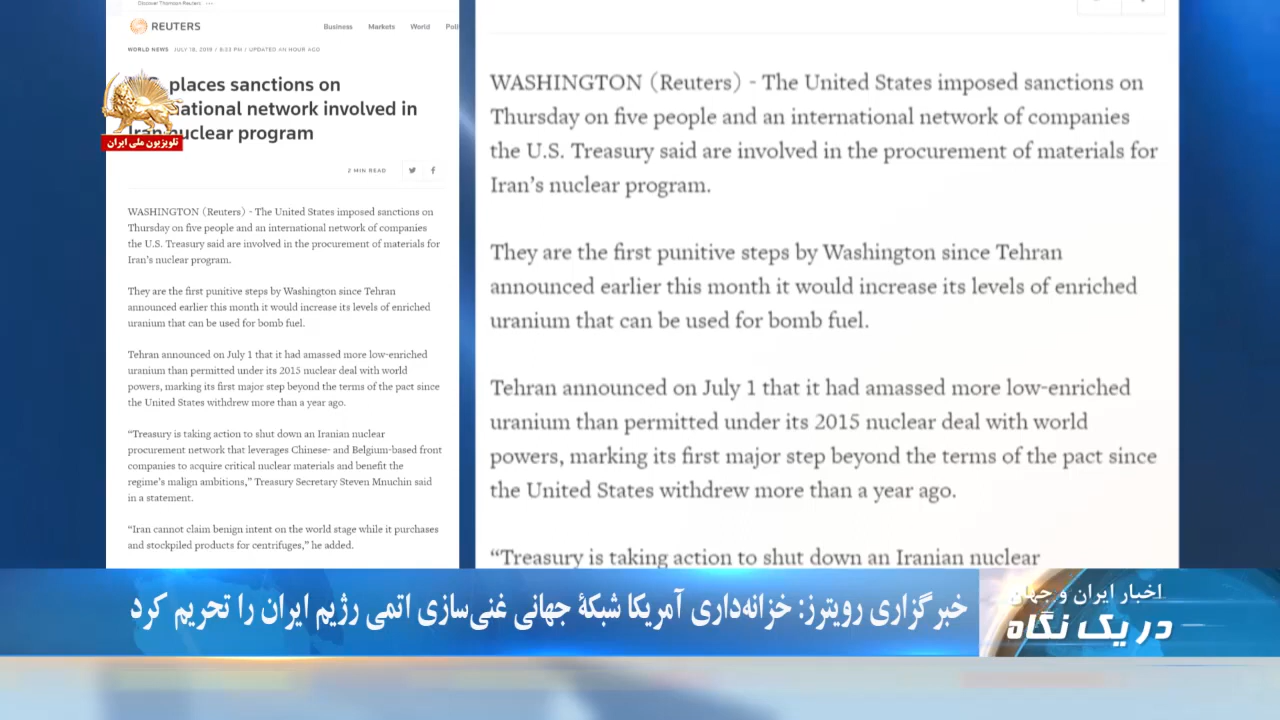 Discover Thomson Reuters
REUTERS
Business Markets World
WORLD NEWS JULY 18, 2019 / 8:33 PM / UPDATED AN HOUR AGO
places sanctions on
national network involved in
Iran nuclear program
تلویزیون ملی ایران
2 MIN READ
WASHINGTON (Reuters) - The United States imposed sanctions on
Thursday on five people and an international network of companies
the U.S. Treasury said are involved in the procurement of materials for
Iran’s nuclear program.
They are the first punitive steps by Washington since Tehran
announced earlier this month it would increase its levels of enriched
uranium that can be used for bomb fuel.
Tehran announced on July 1 that it had amassed more low-enriched
uranium than permitted under its 2015 nuclear deal with world
powers, marking its first major step beyond the terms of the pact since
the United States withdrew more than a year ago.
“Treasury is taking action to shut down an Iranian nuclear
procurement network that leverages Chinese- and Belgium-based front
companies to acquire critical nuclear materials and benefit the
regime’s malign ambitions,” Treasury Secretary Steven Mnuchin said
in a statement.
“Iran cannot claim benign intent on the world stage while it purchases
and stockpiled products for centrifuges,” he added.
WASHINGTON (Reuters) - The United States imposed sanctions on
Thursday on five people and an international network of companies
the U.S. Treasury said are involved in the procurement of materials for
Iran’s nuclear program.
They are the first punitive steps by Washington since Tehran
announced earlier this month it would increase its levels of enriched
uranium that can be used for bomb fuel.
Tehran announced on July 1 that it had amassed more low-enriched
uranium than permitted under its 2015 nuclear deal with world
powers, marking its first major step beyond the terms of the pact since
the United States withdrew more than a year ago.
“Treasury is taking action to shut down an Iranian nuclear
اخبار ایران و جهان
در یک نگاه
خبرگزاری رویترز: خزانه‌داری آمریکا شبکهٔ جهانی غنی‌سازی اتمی رژیم ایران را تحریم کرد